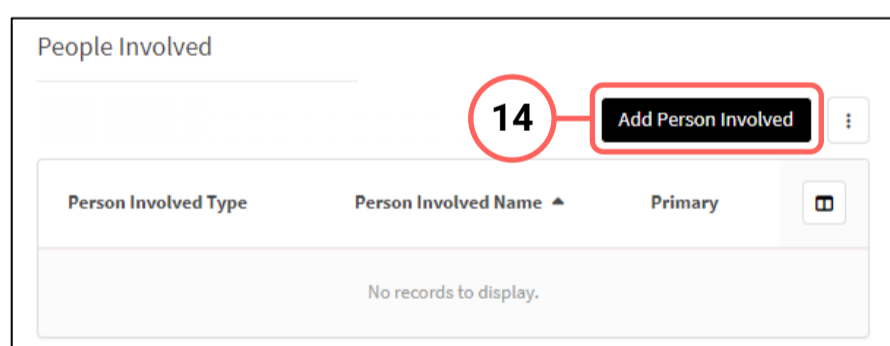 People Involved
14
Add Person Involved
Person Involved Type Person Involved Name Primary
No records to display.